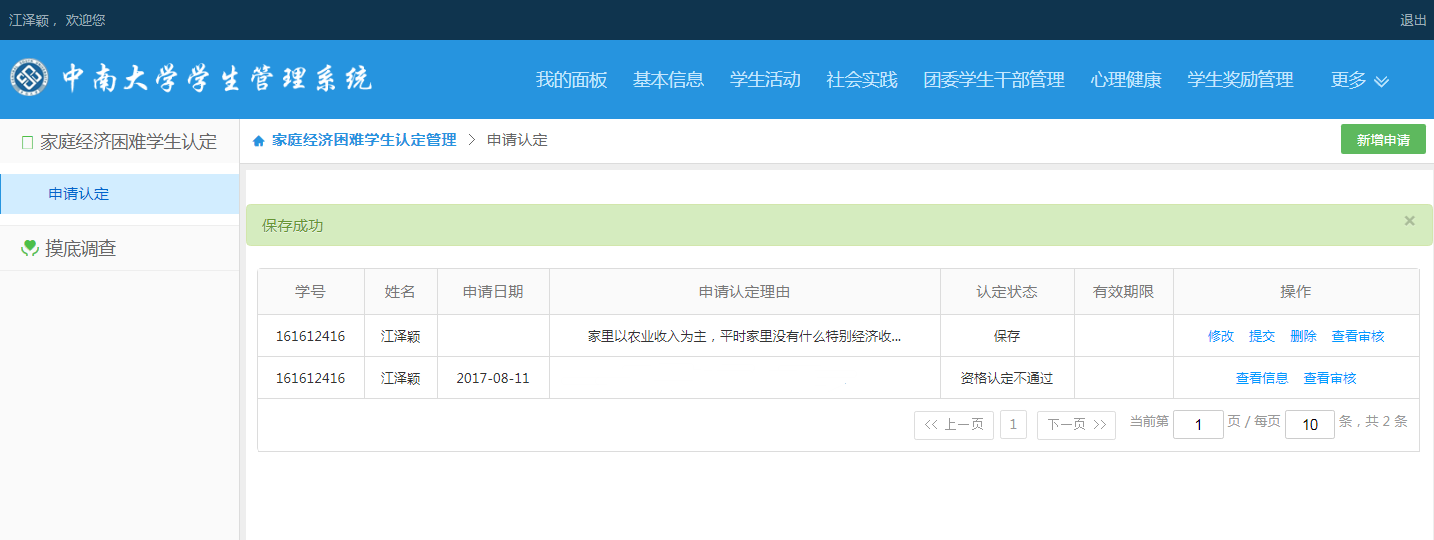 江泽颖， 欢迎您 退出
中南大学学生管理系统 我的面板 基本信息 学生活动 社会实践 团委学生干部管理 心理健康 学生奖励管理 更多
家庭经济困难学生认定 家庭经济困难学生认定管理 > 申请认定 新增申请
申请认定
保存成功 ×
摸底调查
学号 姓名 申请日期 申请认定理由 认定状态 有效期限 操作
161612416 江泽颖 家里以农业收入为主，平时家里没有什么特别经济收... 保存 修改 提交 删除 查看审核
161612416 江泽颖 2017-08-11 资格认定不通过 查看信息 查看审核
<< 上一页 1 下一页 >> 当前第 1 页 / 每页 10 条，共 2 条